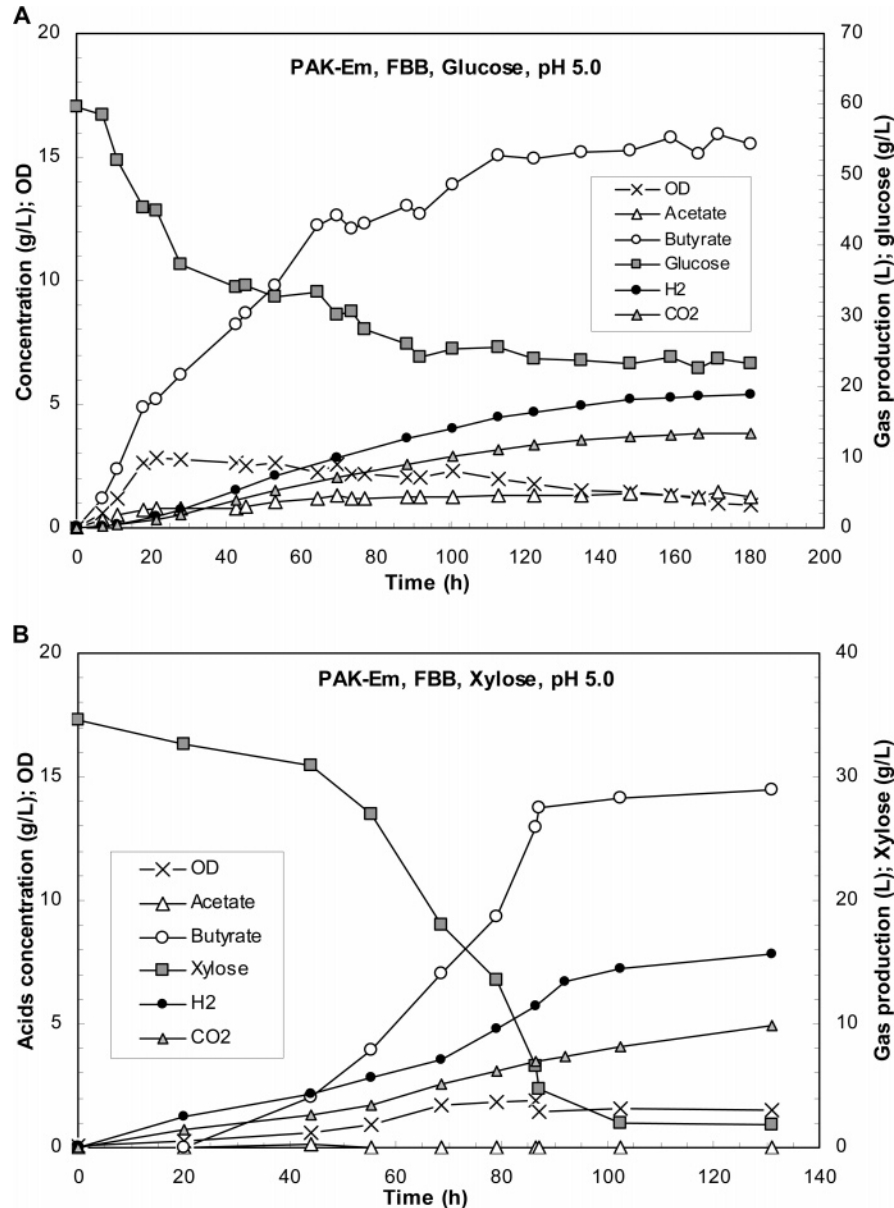 A
PAK-Em, FBB, Glucose, pH 5.0
Concentration (g/L); OD
20
15
10
5
0
OD
Acetate
Butyrate
Glucose
H2
CO2
70
60
50
40
30
20
10
0
Gas production (L); glucose (g/L)
0 20 40 60 80 100 120 140 160 180 200
Time (h)
B
PAK-Em, FBB, Xylose, pH 5.0
Acids concentration (g/L); OD
20
15
10
5
0
OD
Acetate
Butyrate
Xylose
H2
CO2
40
30
20
10
0
Gas production (L); Xylose (g/L)
0 20 40 60 80 100 120 140
Time (h)